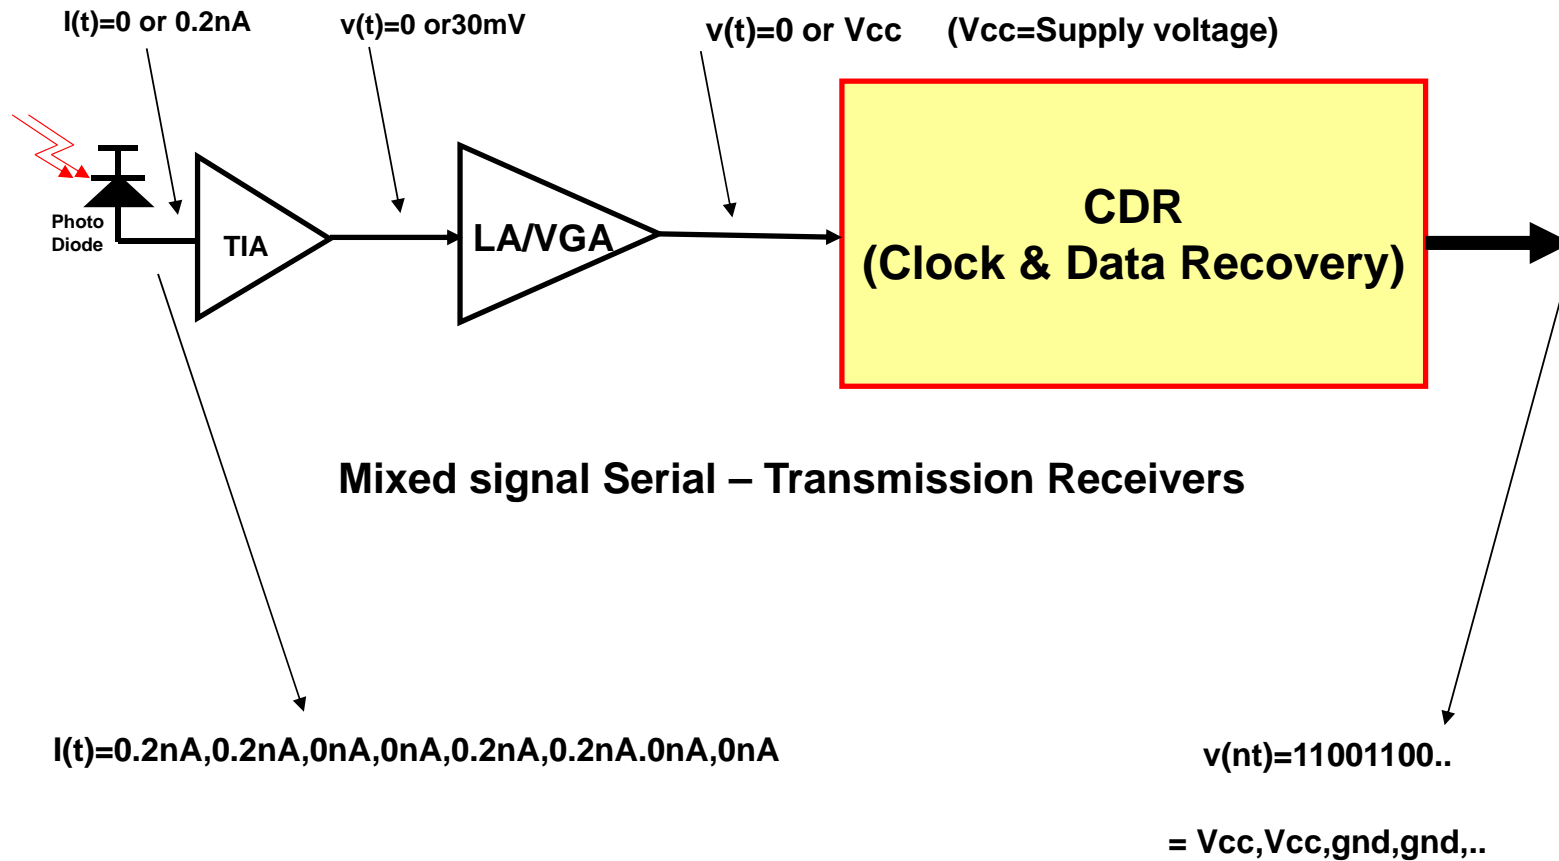 I(t)=0 or 0.2nA
v(t)=0 or30mV
v(t)=0 or Vcc (Vcc=Supply voltage)
Photo
Diode
TIA
LA/VGA
CDR
(Clock & Data Recovery)
Mixed signal Serial – Transmission Receivers
I(t)=0.2nA,0.2nA,0nA,0nA,0.2nA,0.2nA.0nA,0nA
v(nt)=11001100..
= Vcc,Vcc,gnd,gnd,..